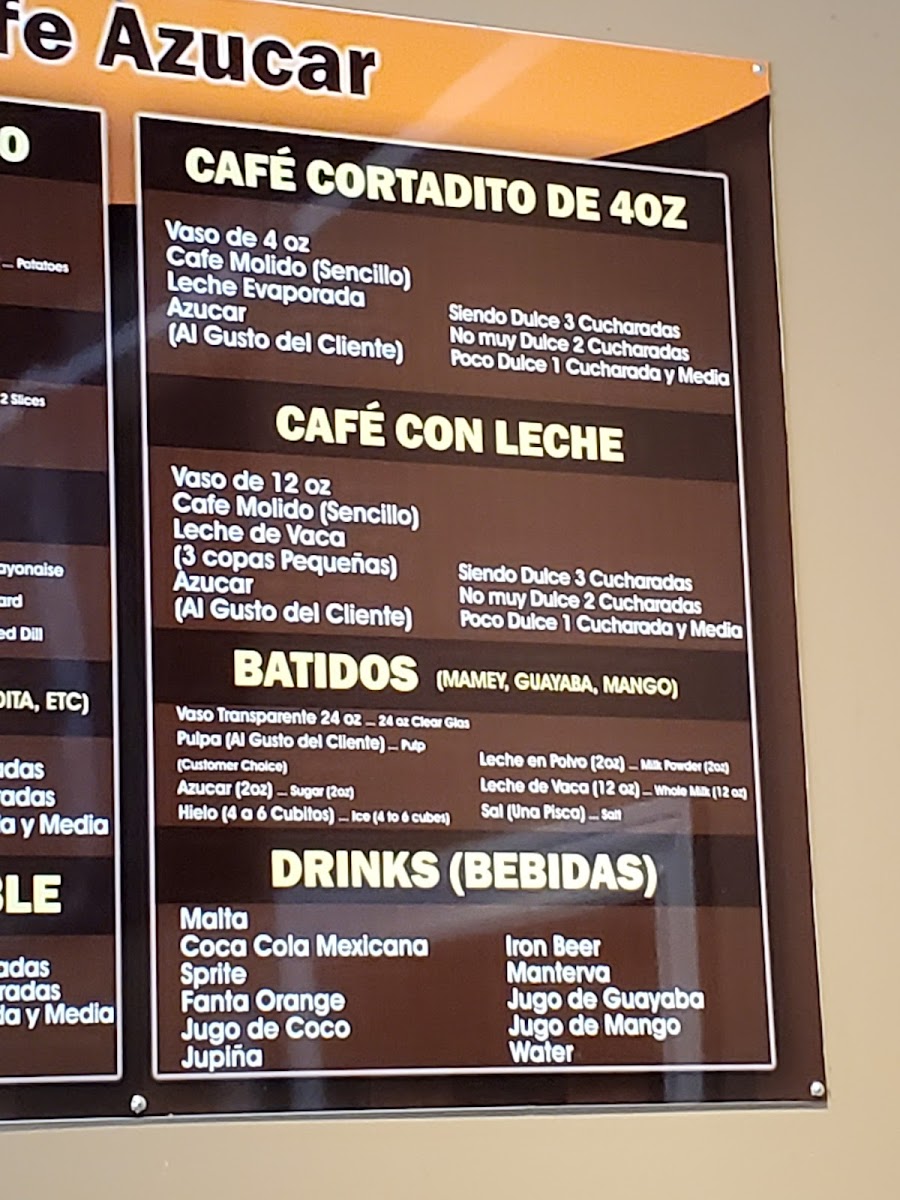 fe Azucar
O
... Potatoes
2 Slices
ayonaise
ard
ed Dill
DITA, ETC)
adas
radas
a y Media
BLE
adas
radas
da y Media
CAFÉ CORTADITO DE 4OZ
Vaso de 4 oz
Cafe Molido (Sencillo)
Leche Evaporada
Azucar
(Al Gusto del Cliente)
Siendo Dulce 3 Cucharadas
No muy Dulce 2 Cucharadas
Poco Dulce 1 Cucharada y Media
CAFÉ CON LECHE
Vaso de 12 oz
Cafe Molido (Sencillo)
Leche de Vaca
(3 copas Pequeñas)
Azucar
(Al Gusto del Cliente)
Siendo Dulce 3 Cucharadas
No muy Dulce 2 Cucharadas
Poco Dulce 1 Cucharada y Media
BATIDOS (MAMEY, GUAYABA, MANGO)
Vaso Transparente 24 oz ... 24 oz Clear Glas
Pulpa (Al Gusto del Cliente) ... Pulp
(Customer Choice)
Azucar (2oz) ... Sugar (2oz)
Hielo (4 a 6 Cubitos) ... Ice (4 to 6 cubes)
Leche en Polvo (2oz) ... Milk Powder (2oz)
Leche de Vaca (12 oz) ... Whole Milk (12 oz)
Sal (Una Pisca) ... Salt
DRINKS (BEBIDAS)
Malta
Coca Cola Mexicana
Sprite
Fanta Orange
Jugo de Coco
Jupiña
Iron Beer
Manterva
Jugo de Guayaba
Jugo de Mango
Water